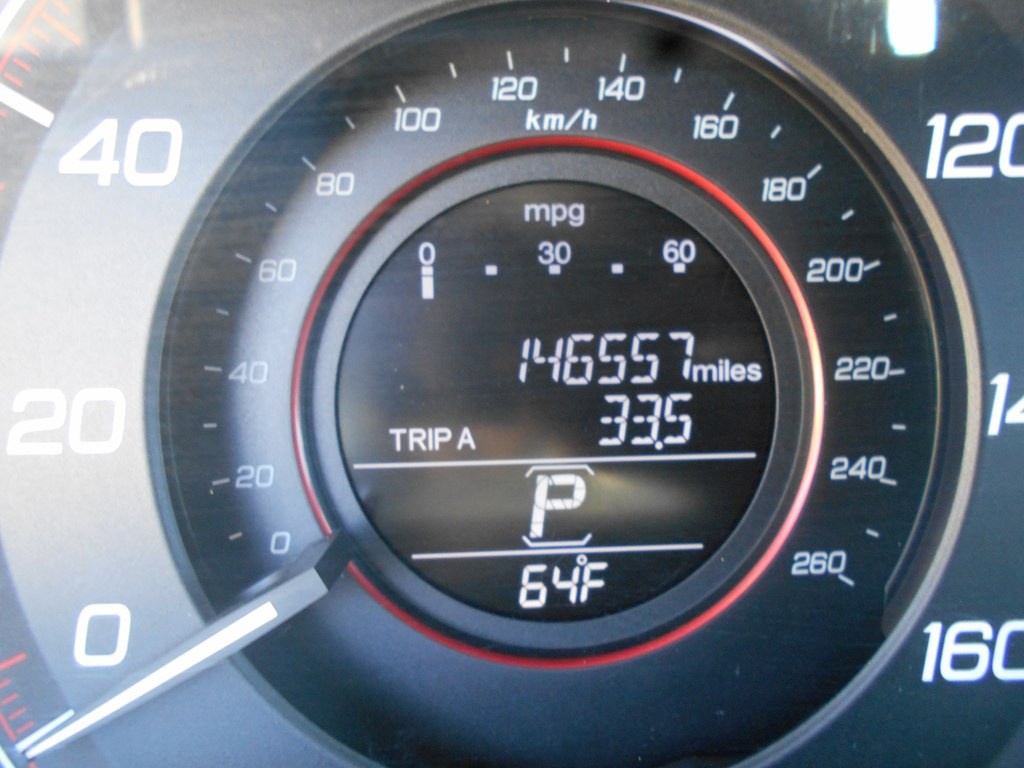 120 140
100 km/h 160
40 120
80 180
mpg
0 30 60
60 200
146557 miles
40 220
33.5
20
TRIP A
20 240
P
0 260
64°F
0 160